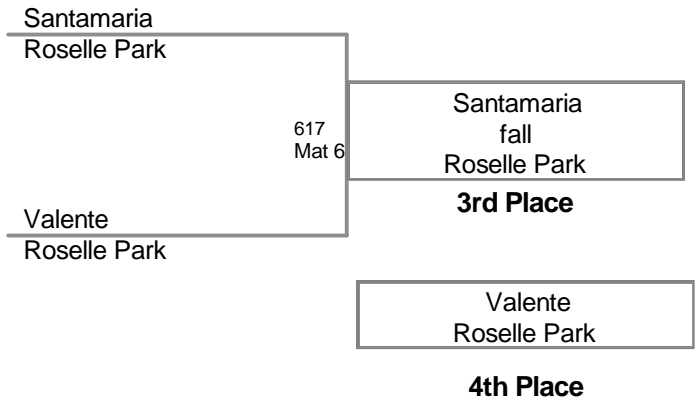 Santamaria
Roselle Park
617
Mat 6
Santamaria
fall
Roselle Park
3rd Place
Valente
Roselle Park
Valente
Roselle Park
4th Place